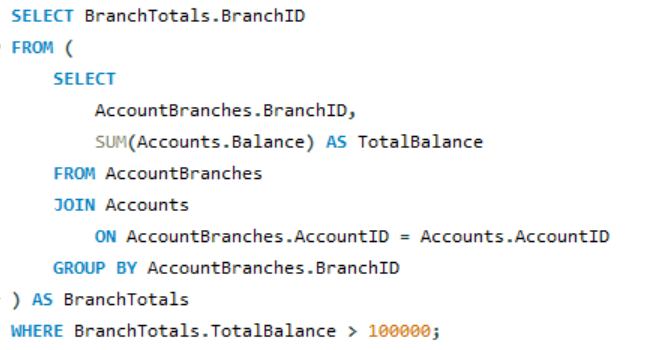 SELECT BranchTotals.BranchID
FROM (
    SELECT
        AccountBranches.BranchID,
        SUM(Accounts.Balance) AS TotalBalance
    FROM AccountBranches
    JOIN Accounts
        ON AccountBranches.AccountID = Accounts.AccountID
    GROUP BY AccountBranches.BranchID
) AS BranchTotals
WHERE BranchTotals.TotalBalance > 100000;